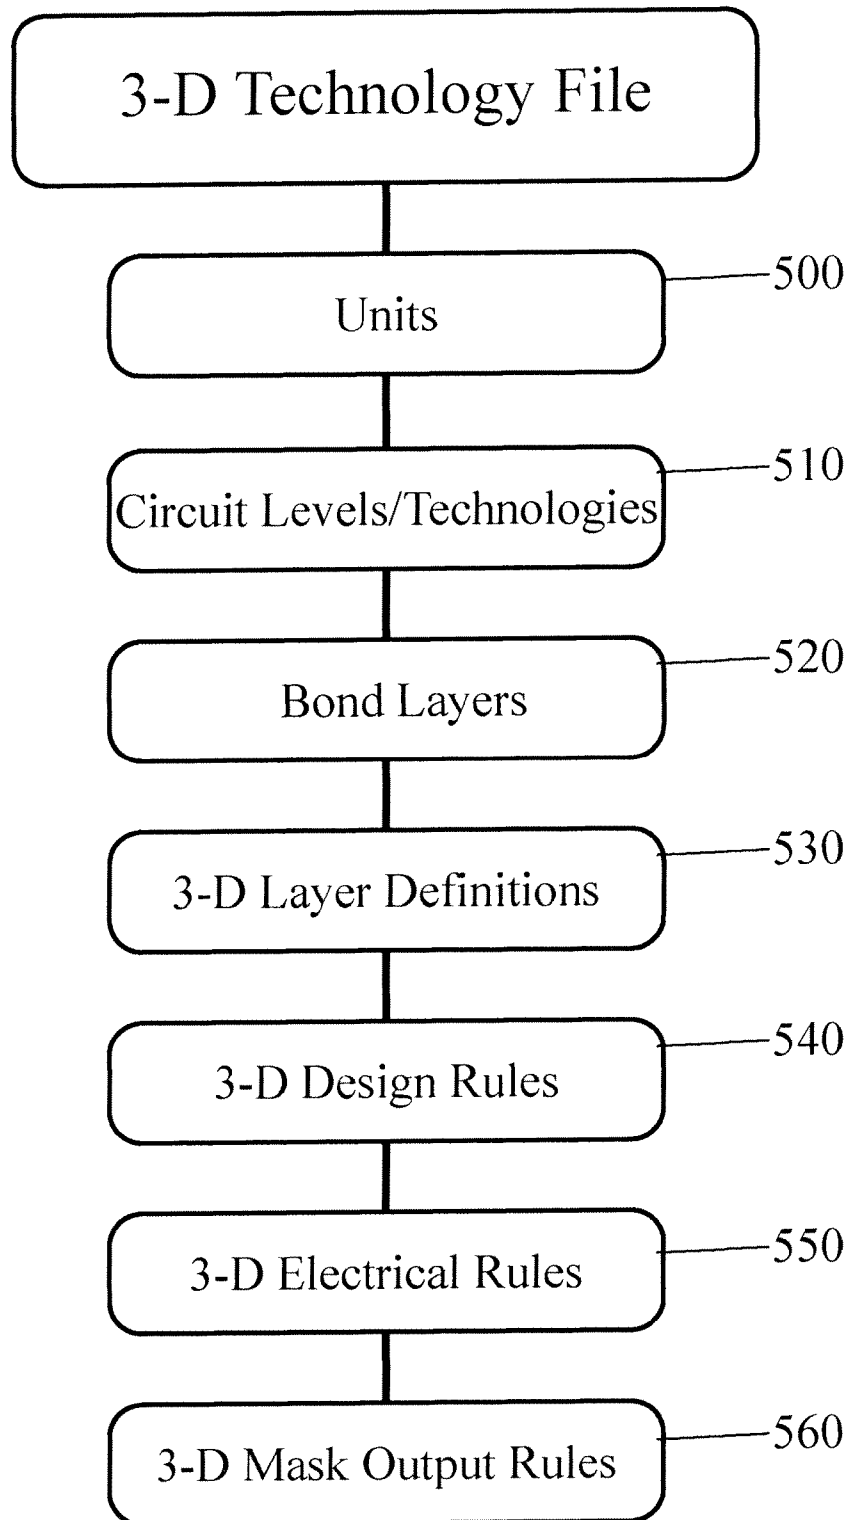 3-D Technology File
500
Units
510
Circuit Levels/Technologies
520
Bond Layers
530
3-D Layer Definitions
540
3-D Design Rules
550
3-D Electrical Rules
560
3-D Mask Output Rules